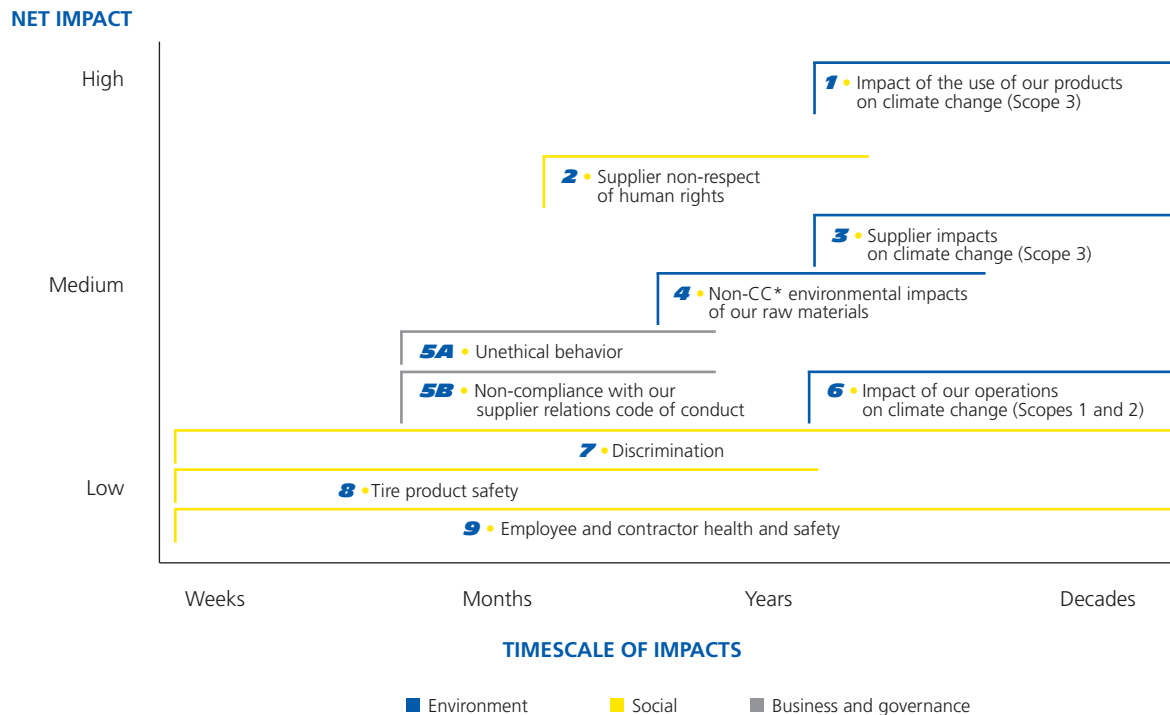 NET IMPACT
High
1 • Impact of the use of our products
on climate change (Scope 3)
2 • Supplier non-respect
of human rights
3 • Supplier impacts
on climate change (Scope 3)
Medium
4 • Non-CC* environmental impacts
of our raw materials
5A • Unethical behavior
5B • Non-compliance with our
supplier relations code of conduct
6 • Impact of our operations
on climate change (Scopes 1 and 2)
7 • Discrimination
Low
8 • Tire product safety
9 • Employee and contractor health and safety
Weeks Months Years Decades
TIMESCALE OF IMPACTS
Environment Social Business and governance